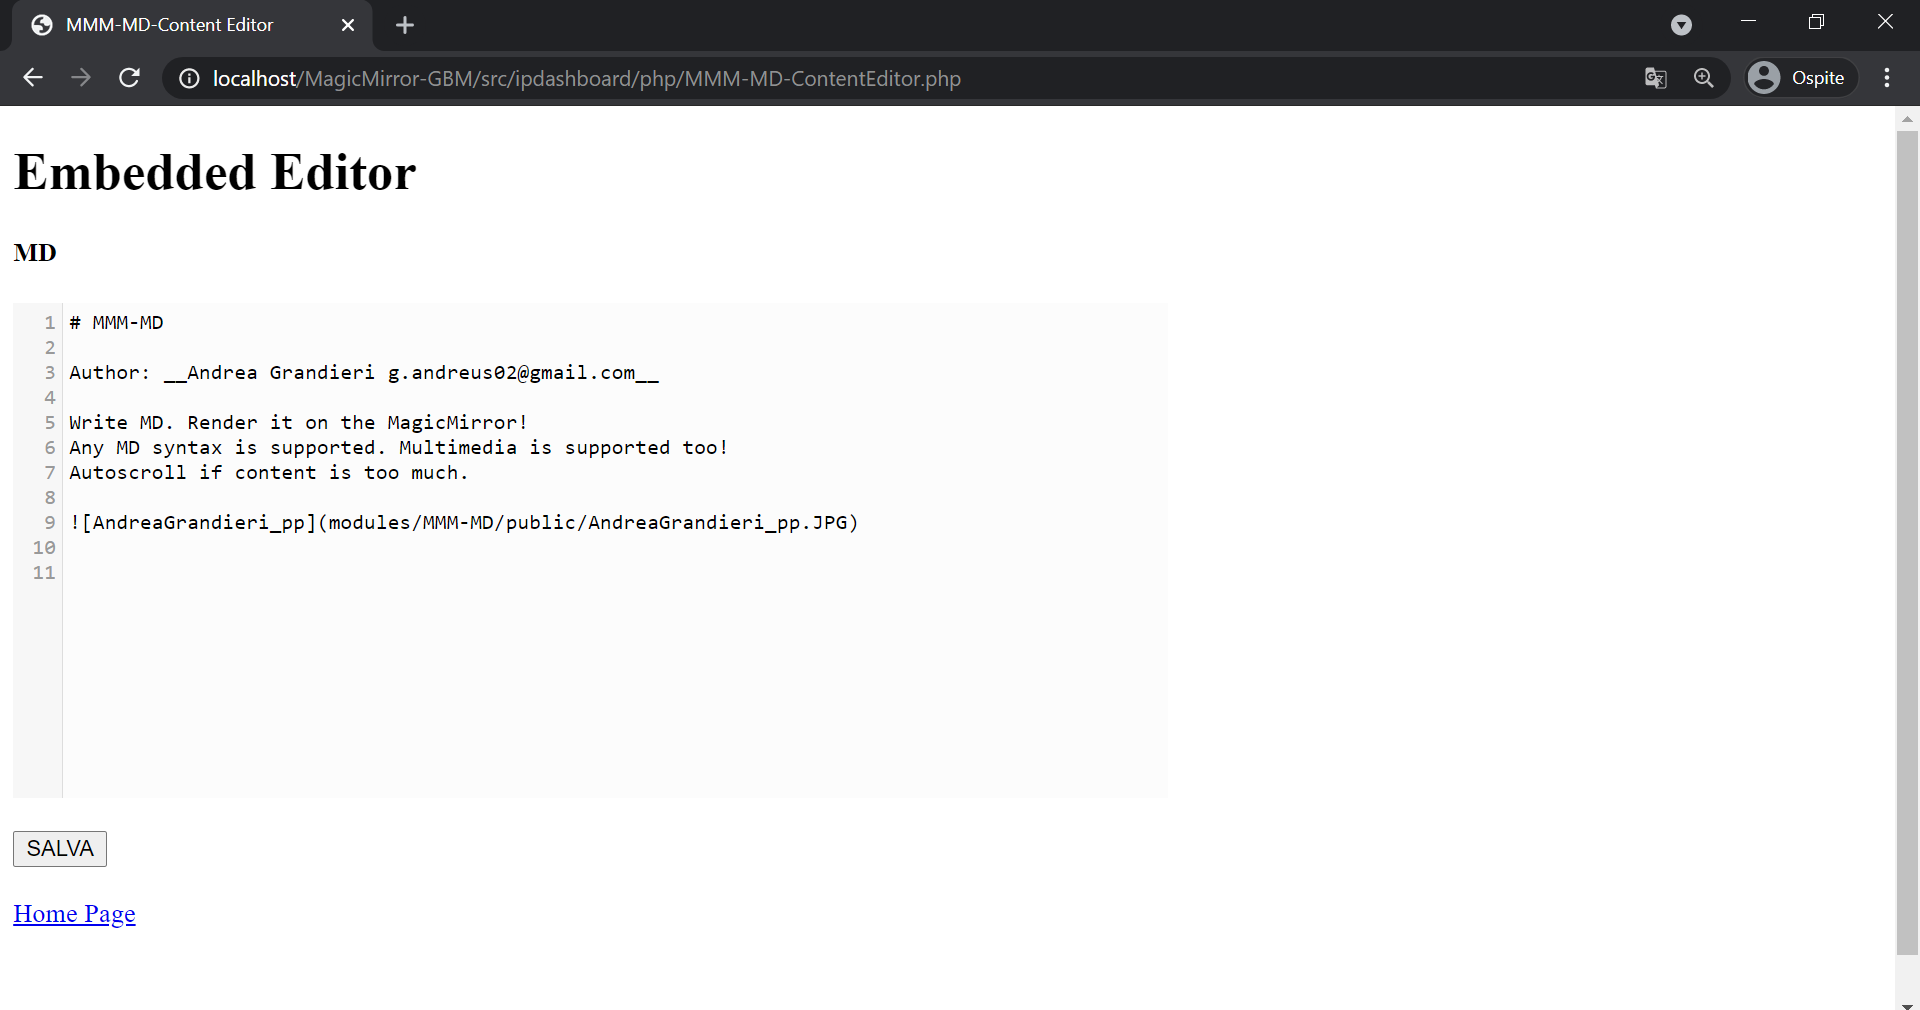 MMM-MD-Content Editor
localhost/MagicMirror-GBM/src/ipdashboard/php/MMM-MD-ContentEditor.php
Ospite
Embedded Editor
MD
1 # MMM-MD
2
3 Author: __Andrea Grandieri g.andreus02@gmail.com__
4
5 Write MD. Render it on the MagicMirror!
6 Any MD syntax is supported. Multimedia is supported too!
7 Autoscroll if content is too much.
8
9 ![AndreaGrandieri_pp](modules/MMM-MD/public/AndreaGrandieri_pp.JPG)
10
11
SALVA
Home Page